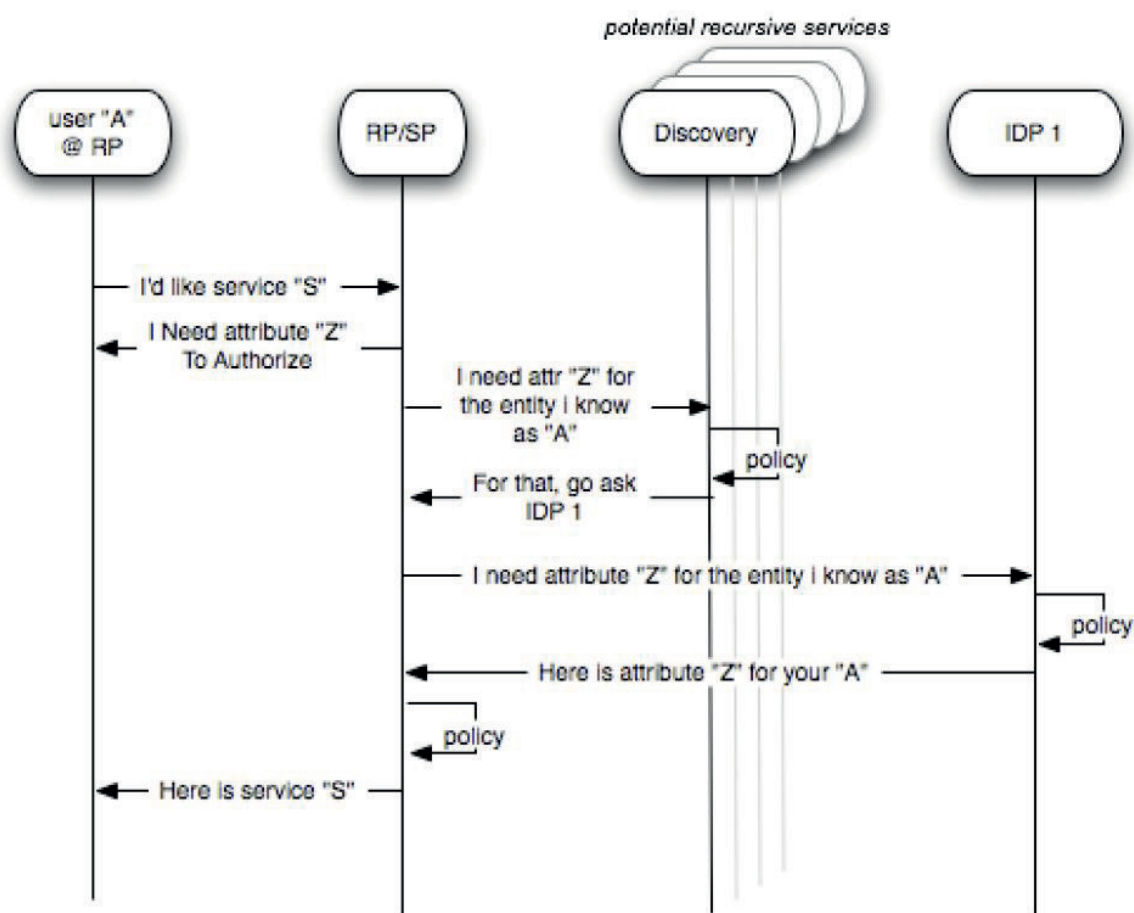 potential recursive services
user "A"
@ RP
RP/SP
Discovery
IDP 1
I'd like service "S"
I Need attribute "Z"
To Authorize
I need attr "Z" for
the entity i know
as "A"
policy
For that, go ask
IDP 1
I need attribute "Z" for the entity i know as "A"
policy
Here is attribute "Z" for your "A"
policy
Here is service "S"